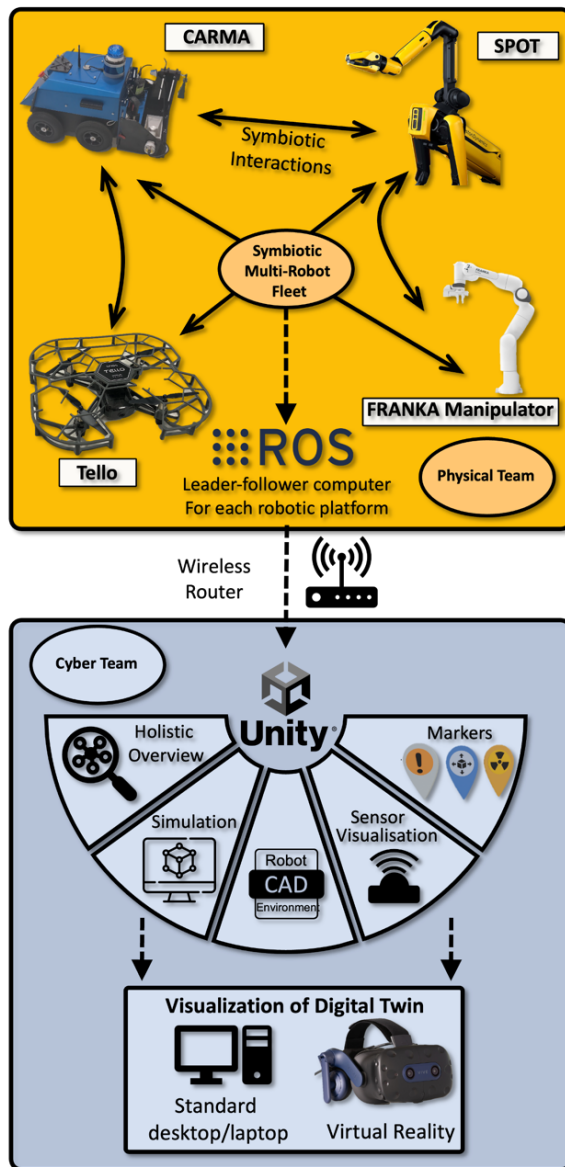 CARMA
SPOT
Symbiotic
Interactions
Symbiotic
Multi-Robot
Fleet
TELLO
Tello
FRANKA Manipulator
ROS
Leader-follower computer
For each robotic platform
Physical Team
Wireless
Router
Cyber Team
Unity
Holistic
Overview
Markers
Simulation
Sensor
Visualisation
Robot
CAD
Environment
Visualization of Digital Twin
Standard
desktop/laptop
Virtual Reality